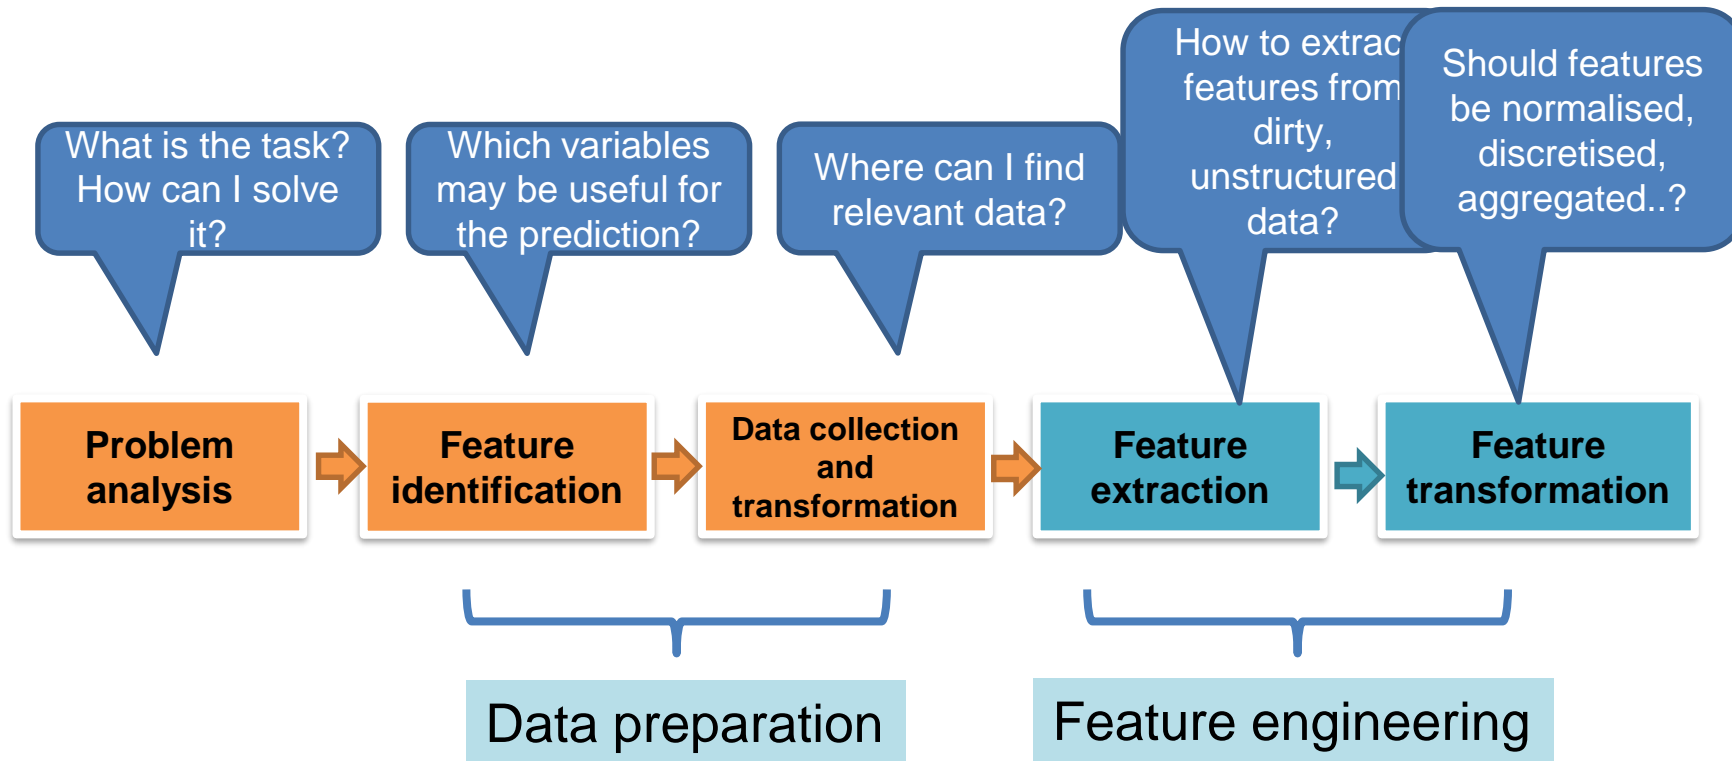 What is the task?
How can I solve
it?
Which variables
may be useful for
the prediction?
Where can I find
relevant data?
How to extrac
features from
dirty,
unstructured
data?
Should features
be normalised,
discretised,
aggregated..?
Problem
analysis
Feature
identification
Data collection
and
transformation
Feature
extraction
Feature
transformation
Data preparation
Feature engineering